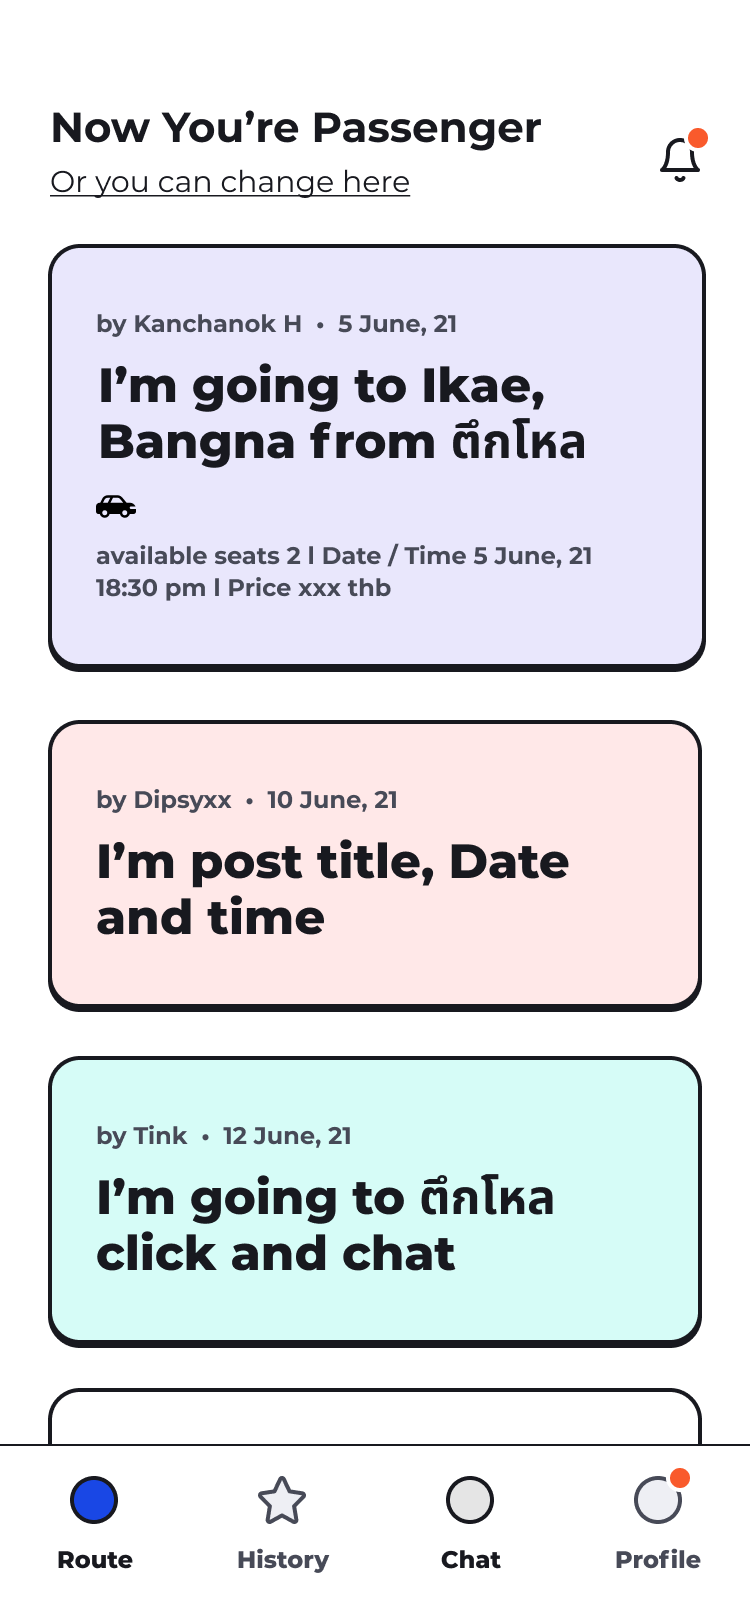 Now You’re Passenger
Or you can change here
by Kanchanok H • 5 June, 21
I’m going to Ikae,
Bangna from ตึกโหล
available seats 2 l Date / Time 5 June, 21
18:30 pm l Price xxx thb
by Dipsyxx • 10 June, 21
I’m post title, Date
and time
by Tink • 12 June, 21
I’m going to ตึกโหล
click and chat
Route
History
Chat
Profile